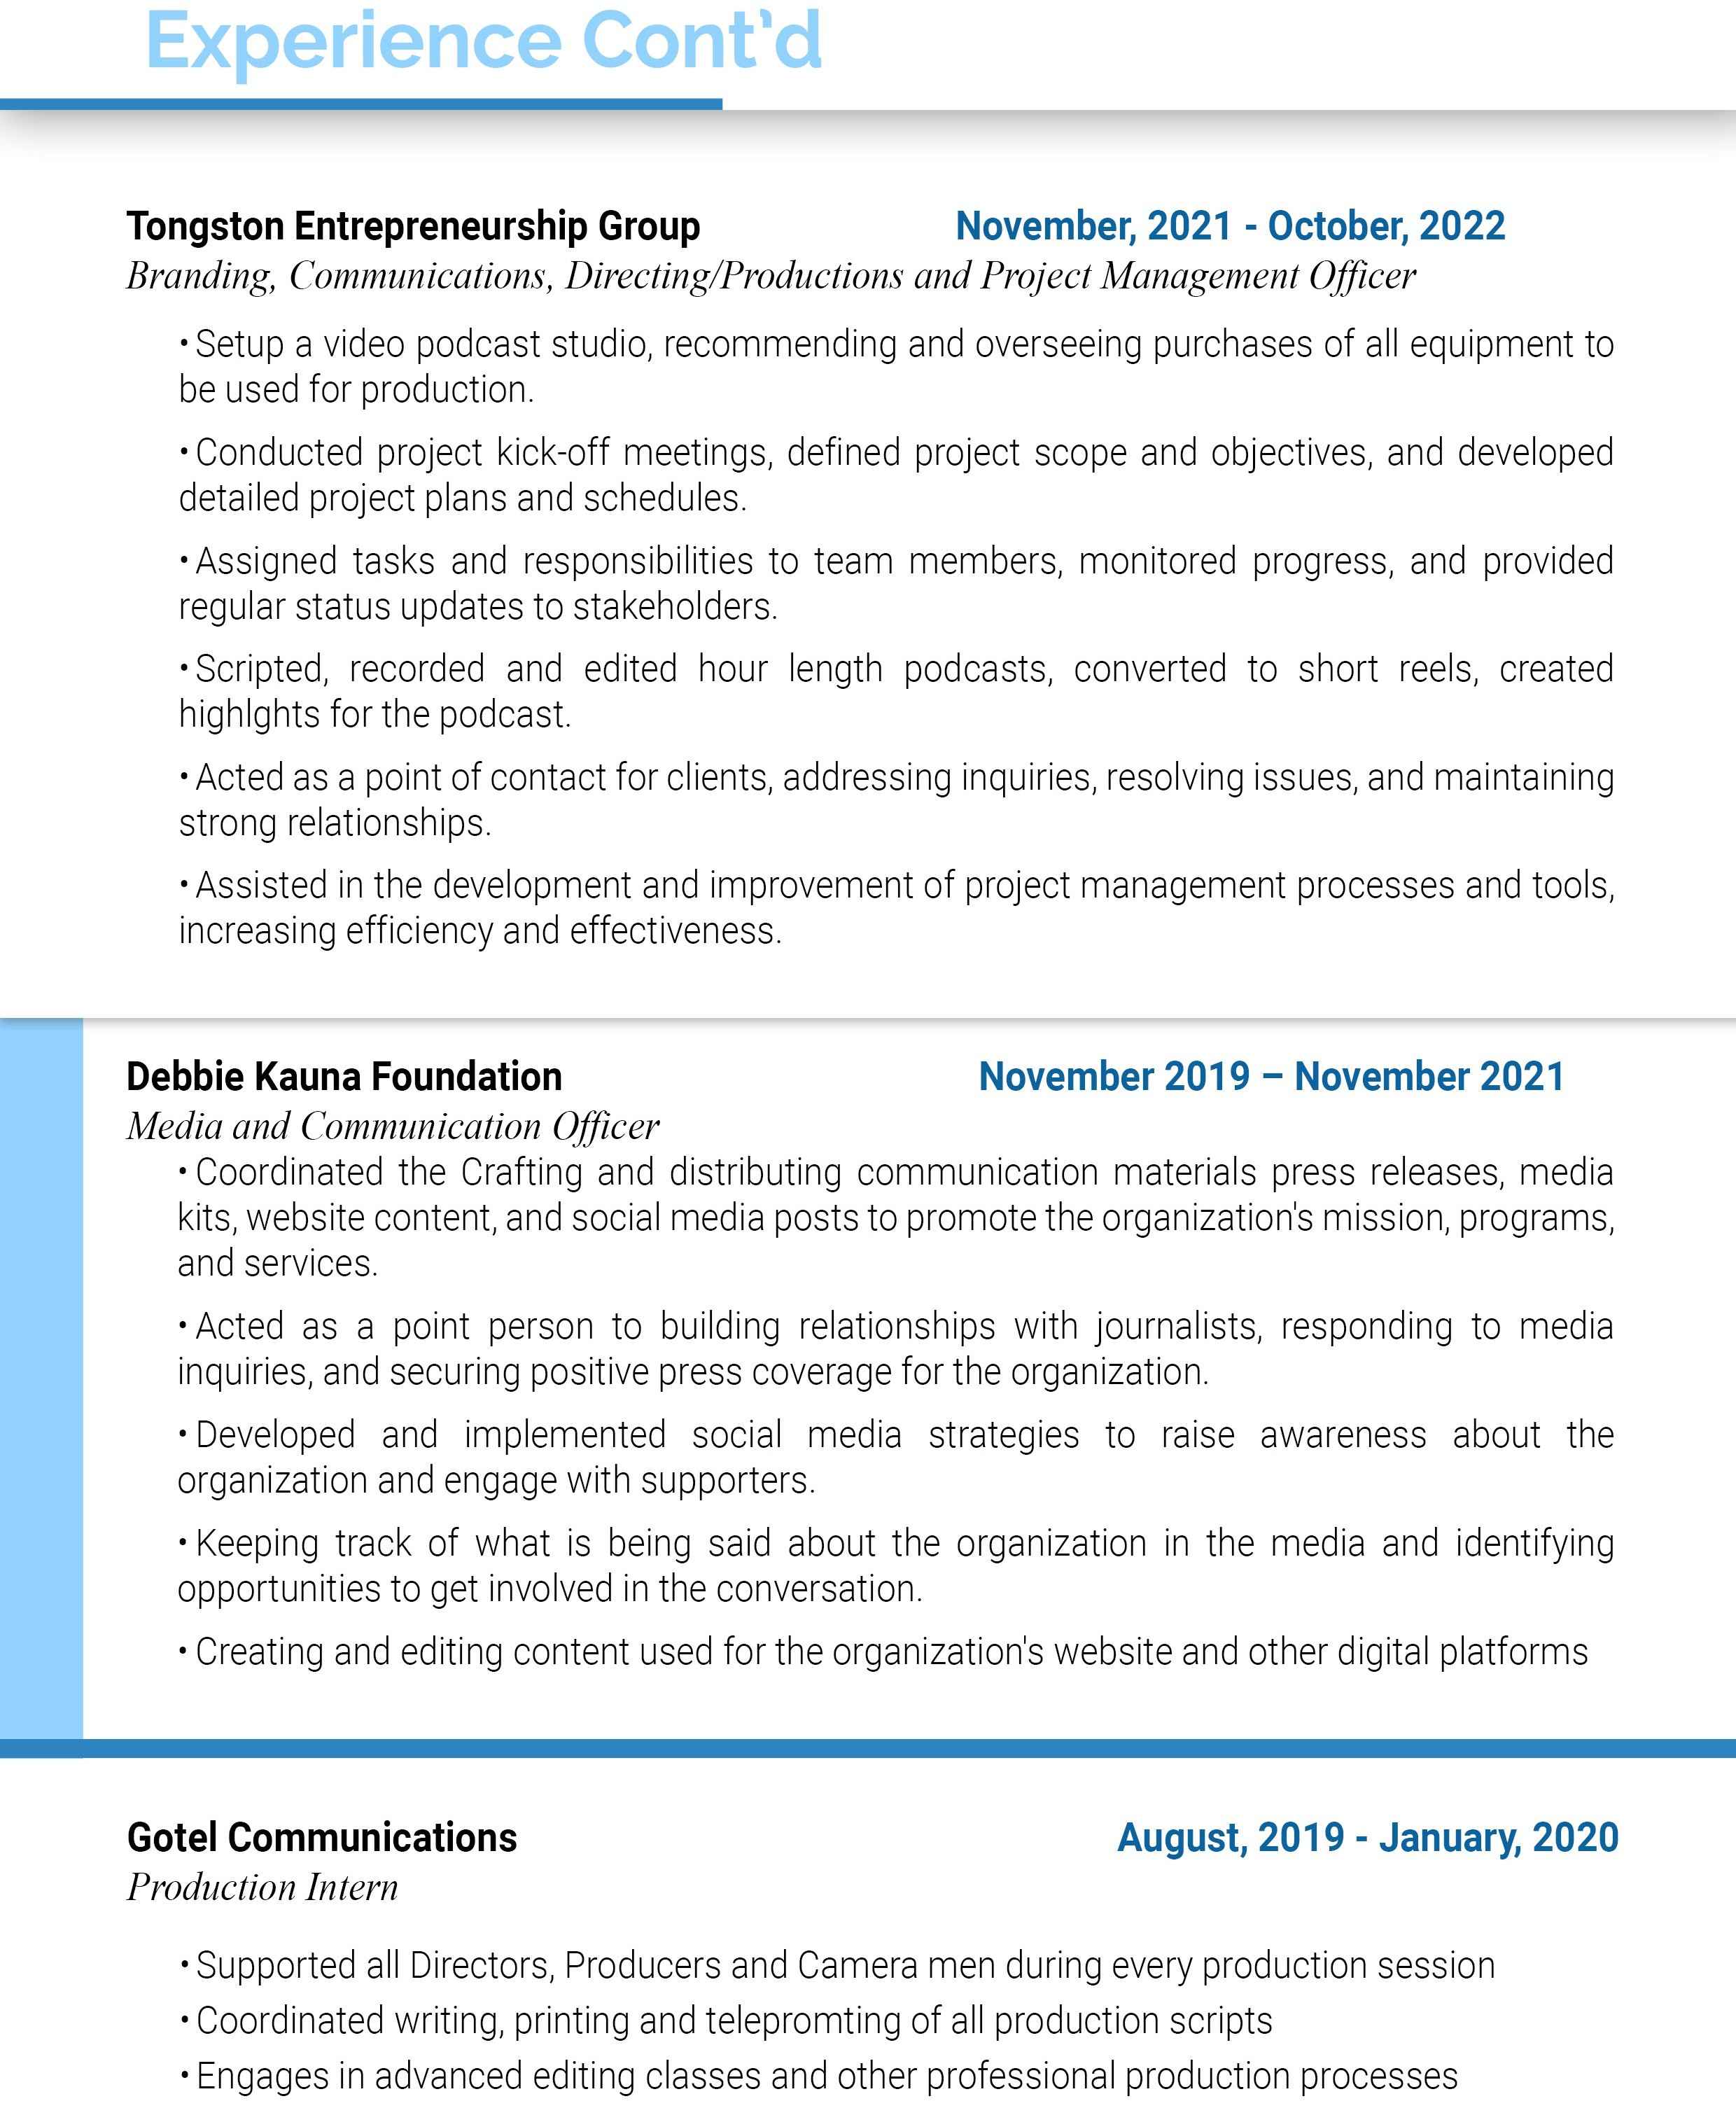 Experience Cont’d
Tongston Entrepreneurship Group November, 2021 - October, 2022
Branding, Communications, Directing/Productions and Project Management Officer
• Setup a video podcast studio, recommending and overseeing purchases of all equipment to
be used for production.
• Conducted project kick-off meetings, defined project scope and objectives, and developed
detailed project plans and schedules.
• Assigned tasks and responsibilities to team members, monitored progress, and provided
regular status updates to stakeholders.
• Scripted, recorded and edited hour length podcasts, converted to short reels, created
highlghts for the podcast.
• Acted as a point of contact for clients, addressing inquiries, resolving issues, and maintaining
strong relationships.
• Assisted in the development and improvement of project management processes and tools,
increasing efficiency and effectiveness.
Debbie Kauna Foundation November 2019 – November 2021
Media and Communication Officer
• Coordinated the Crafting and distributing communication materials press releases, media
kits, website content, and social media posts to promote the organization's mission, programs,
and services.
• Acted as a point person to building relationships with journalists, responding to media
inquiries, and securing positive press coverage for the organization.
• Developed and implemented social media strategies to raise awareness about the
organization and engage with supporters.
• Keeping track of what is being said about the organization in the media and identifying
opportunities to get involved in the conversation.
• Creating and editing content used for the organization's website and other digital platforms
Gotel Communications August, 2019 - January, 2020
Production Intern
• Supported all Directors, Producers and Camera men during every production session
• Coordinated writing, printing and telepromting of all production scripts
• Engages in advanced editing classes and other professional production processes